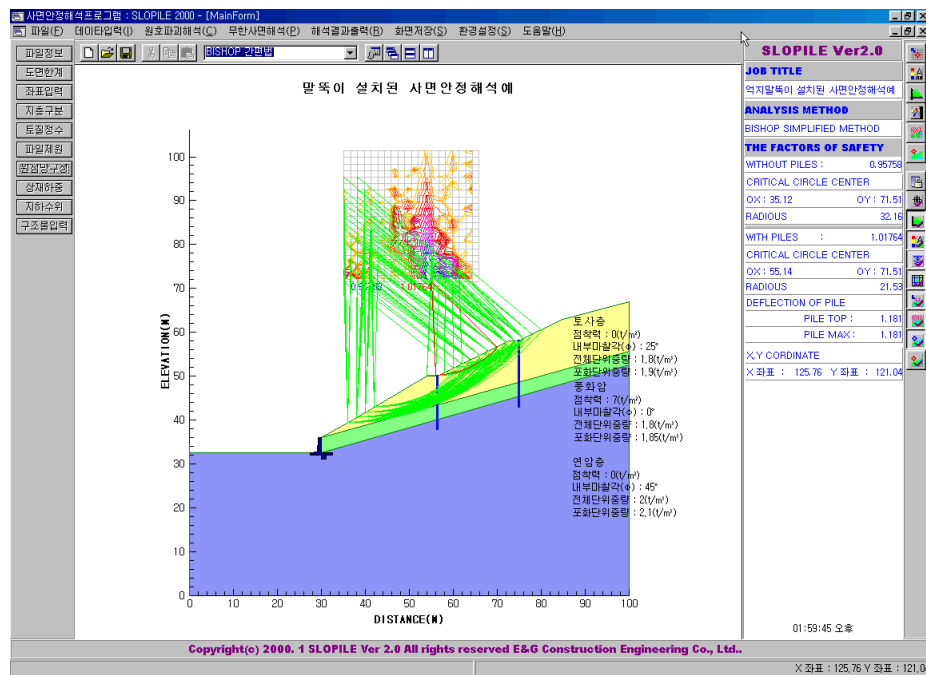 사면안정해석프로그램 : SLOPILE 2000 - [MainForm]
파일(F) 데이타입력(I) 원호파괴해석(C) 무한사면해석(P) 해석결과출력(R) 화면저장(S) 환경설정(S) 도움말(H)
BISHOP 간편법
파일정보
도면한계
좌표입력
지층구분
토질정수
파일제원
원점망구성
상재하중
지하수위
구조물입력
말뚝이 설치된 사면안정해석예
ELEVATION(M)
100
90
80
70
60
50
40
30
20
10
0
0 10 20 30 40 50 60 70 80 90 100
DISTANCE(M)
1.01764
토사층
점착력 : 0(t/m²)
내부마찰각(Φ) : 25°
전체단위중량 : 1.8(t/m³)
포화단위중량 : 1.9(t/m³)
풍화암
점착력 : 7(t/m²)
내부마찰각(Φ) : 0°
전체단위중량 : 1.8(t/m³)
포화단위중량 : 1.85(t/m³)
연암층
점착력 : 0(t/m²)
내부마찰각(Φ) : 45°
전체단위중량 : 2(t/m³)
포화단위중량 : 2.1(t/m³)
SLOPILE Ver2.0
JOB TITLE
억지말뚝이 설치된 사면안정해석예
ANALYSIS METHOD
BISHOP SIMPLIFIED METHOD
THE FACTORS OF SAFETY
WITHOUT PILES : 0.95758
CRITICAL CIRCLE CENTER
OX : 35.12 OY : 71.51
RADIOUS 32.16
WITH PILES : 1.01764
CRITICAL CIRCLE CENTER
OX : 55.14 OY : 71.51
RADIOUS 21.53
DEFLECTION OF PILE
PILE TOP : 1.181
PILE MAX : 1.181
X,Y CORDINATE
X 좌표 : 125.76 Y 좌표 : 121.04
01:59:45 오후
Copyright(c) 2000. 1 SLOPILE Ver 2.0 All rights reserved E&G Construction Engineering Co., Ltd..
X 좌표 : 125.76 Y 좌표 : 121.0